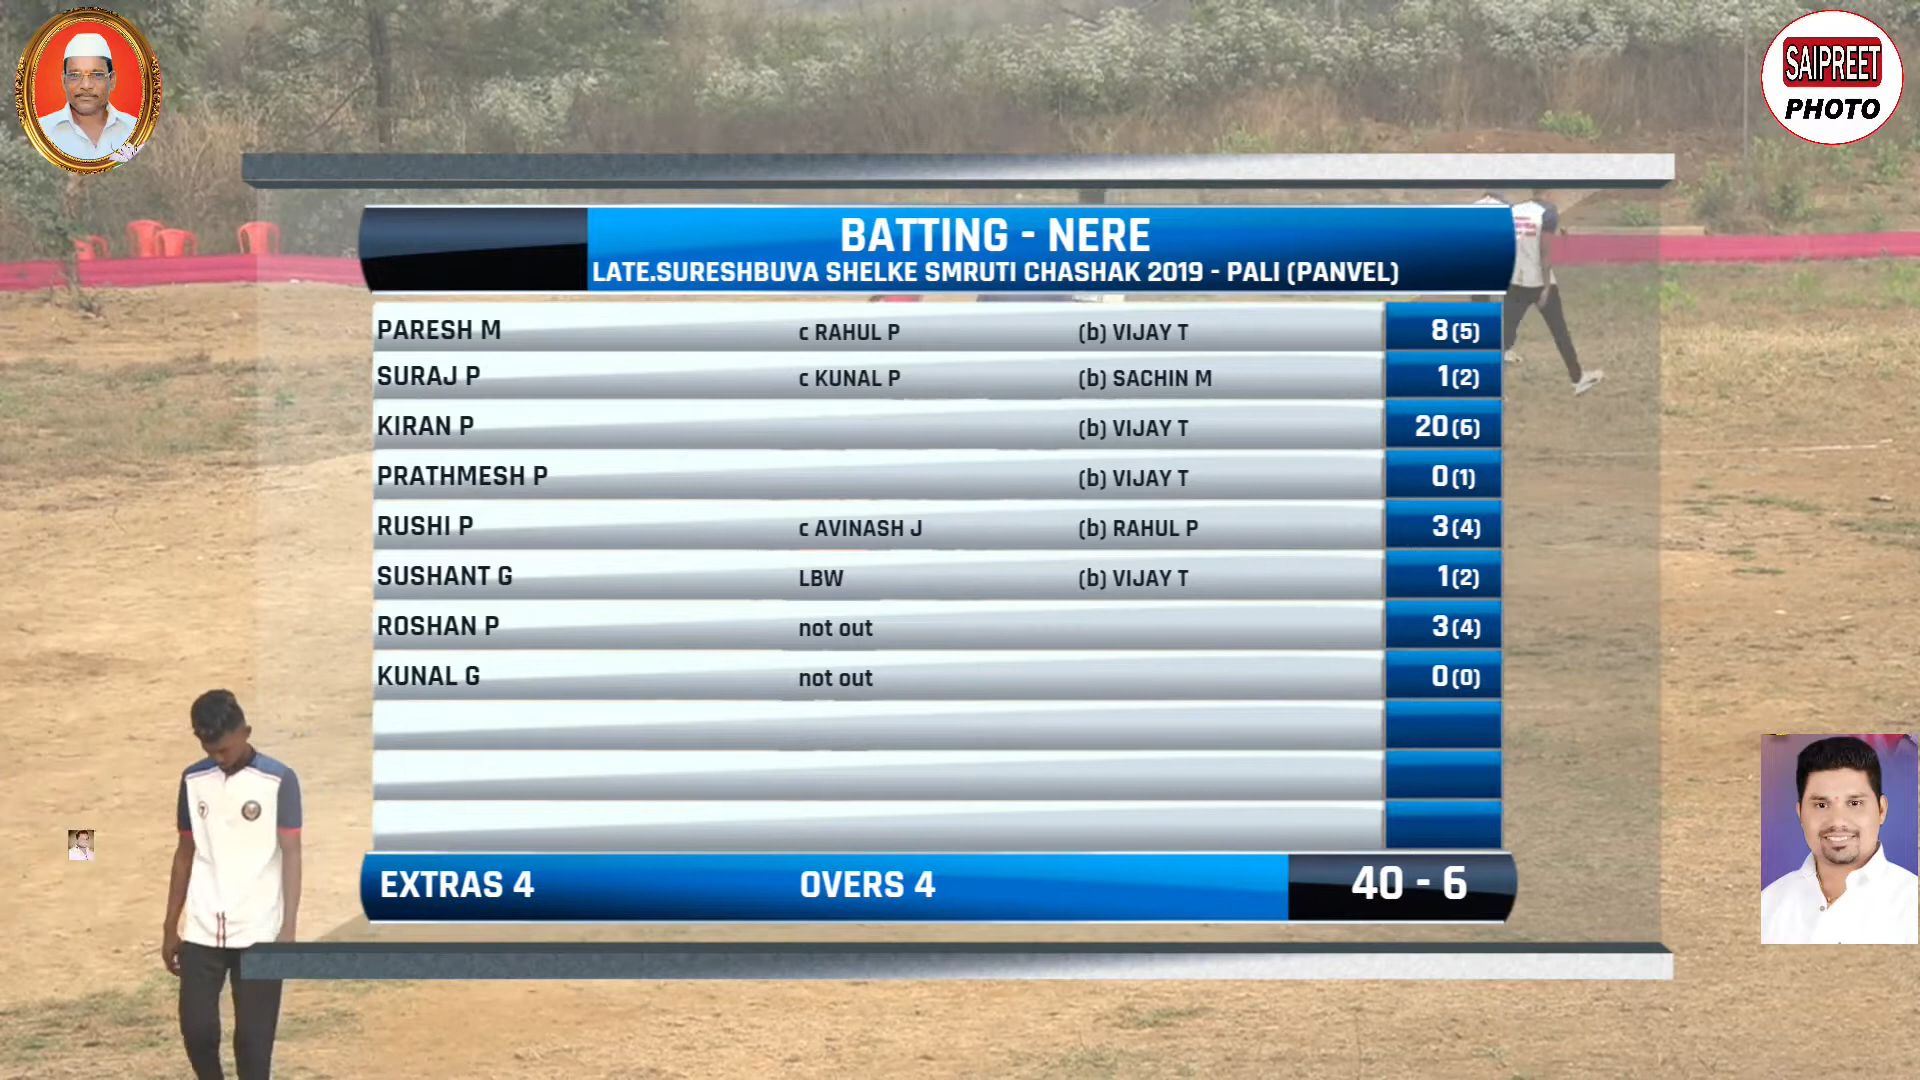 SAIPREET
PHOTO
BATTING - NERE
LATE.SURESHBUVA SHELKE SMRUTI CHASHAK 2019 - PALI (PANVEL)
PARESH M c RAHUL P (b) VIJAY T 8 (5)
SURAJ P c KUNAL P (b) SACHIN M 1 (2)
KIRAN P (b) VIJAY T 20 (6)
PRATHMESH P (b) VIJAY T 0 (1)
RUSHI P c AVINASH J (b) RAHUL P 3 (4)
SUSHANT G LBW (b) VIJAY T 1 (2)
ROSHAN P not out 3 (4)
KUNAL G not out 0 (0)
EXTRAS 4 OVERS 4 40 - 6